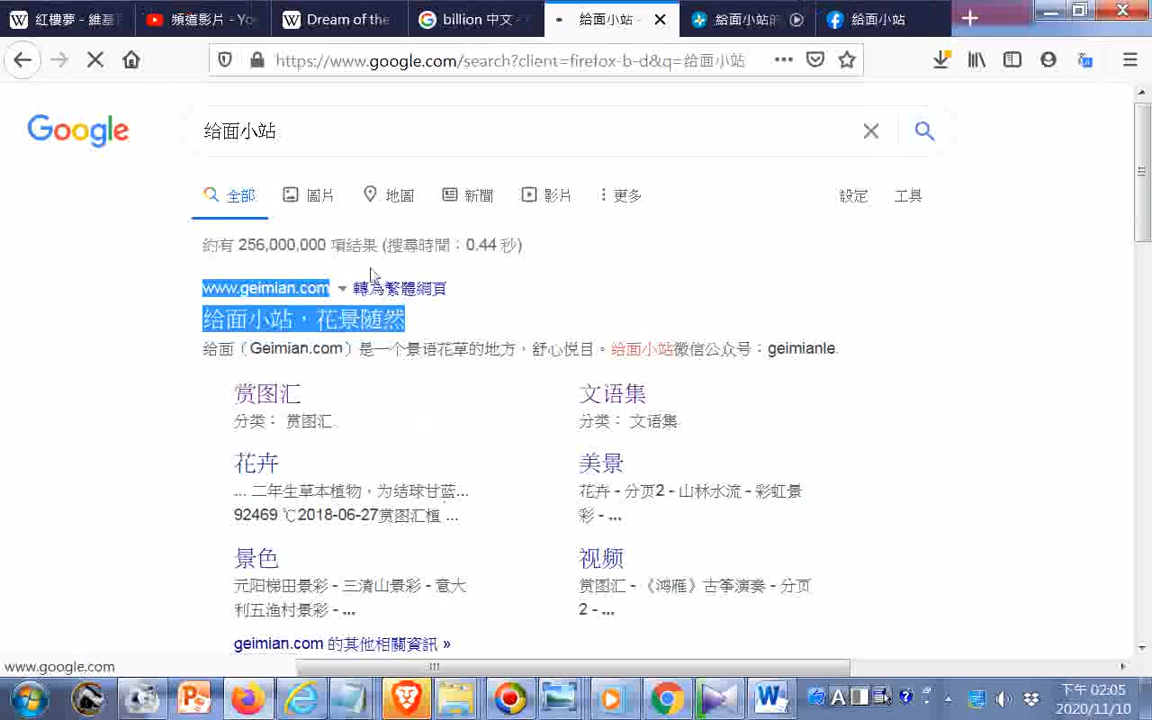 紅樓夢 - 維基
頻道影片 - Yo
Dream of the
billion 中文 -
给面小站 -
給面小站
給面小站
https://www.google.com/search?client=firefox-b-d&q=给面小站
Google
给面小站
全部
圖片
地圖
新聞
影片
更多
設定
工具
約有 256,000,000 項結果 (搜尋時間：0.44 秒)
www.geimian.com
轉為繁體網頁
给面小站，花景随然
给面（Geimian.com）是一个景语花草的地方，舒心悦目。给面小站微信公众号：geimianle.
赏图汇
分类： 赏图汇
文语集
分类： 文语集
花卉
... 二年生草本植物，为结球甘蓝...
92469 ℃2018-06-27赏图汇植 ...
美景
花卉 - 分页2 - 山林水流 - 彩虹景
彩 - ...
景色
元阳梯田景彩 - 三清山景彩 - 意大
利五渔村景彩 - ...
视频
赏图汇 - 《鸿雁》古筝演奏 - 分页
2 - ...
geimian.com 的其他相關資訊 »
www.google.com
下午 02:05
2020/11/10